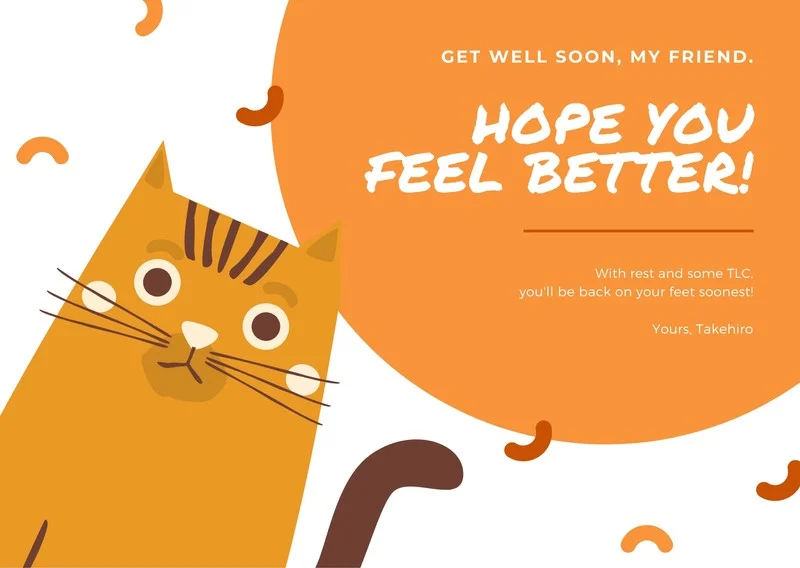 GET WELL SOON, MY FRIEND.
HOPE YOU
FEEL BETTER!
With rest and some TLC,
you'll be back on your feet soonest!
Yours, Takehiro